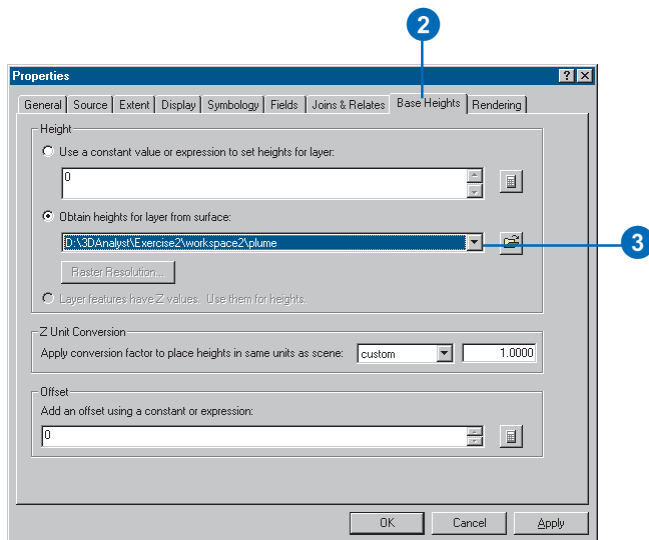 2
Properties
General Source Extent Display Symbology Fields Joins & Relates Base Heights Rendering
Height
Use a constant value or expression to set heights for layer:
0
Obtain heights for layer from surface:
D:\3DAnalyst\Exercise2\workspace2\plume
3
Raster Resolution...
Layer features have Z values. Use them for heights.
Z Unit Conversion
Apply conversion factor to place heights in same units as scene: custom 1.0000
Offset
Add an offset using a constant or expression:
0
OK Cancel Apply